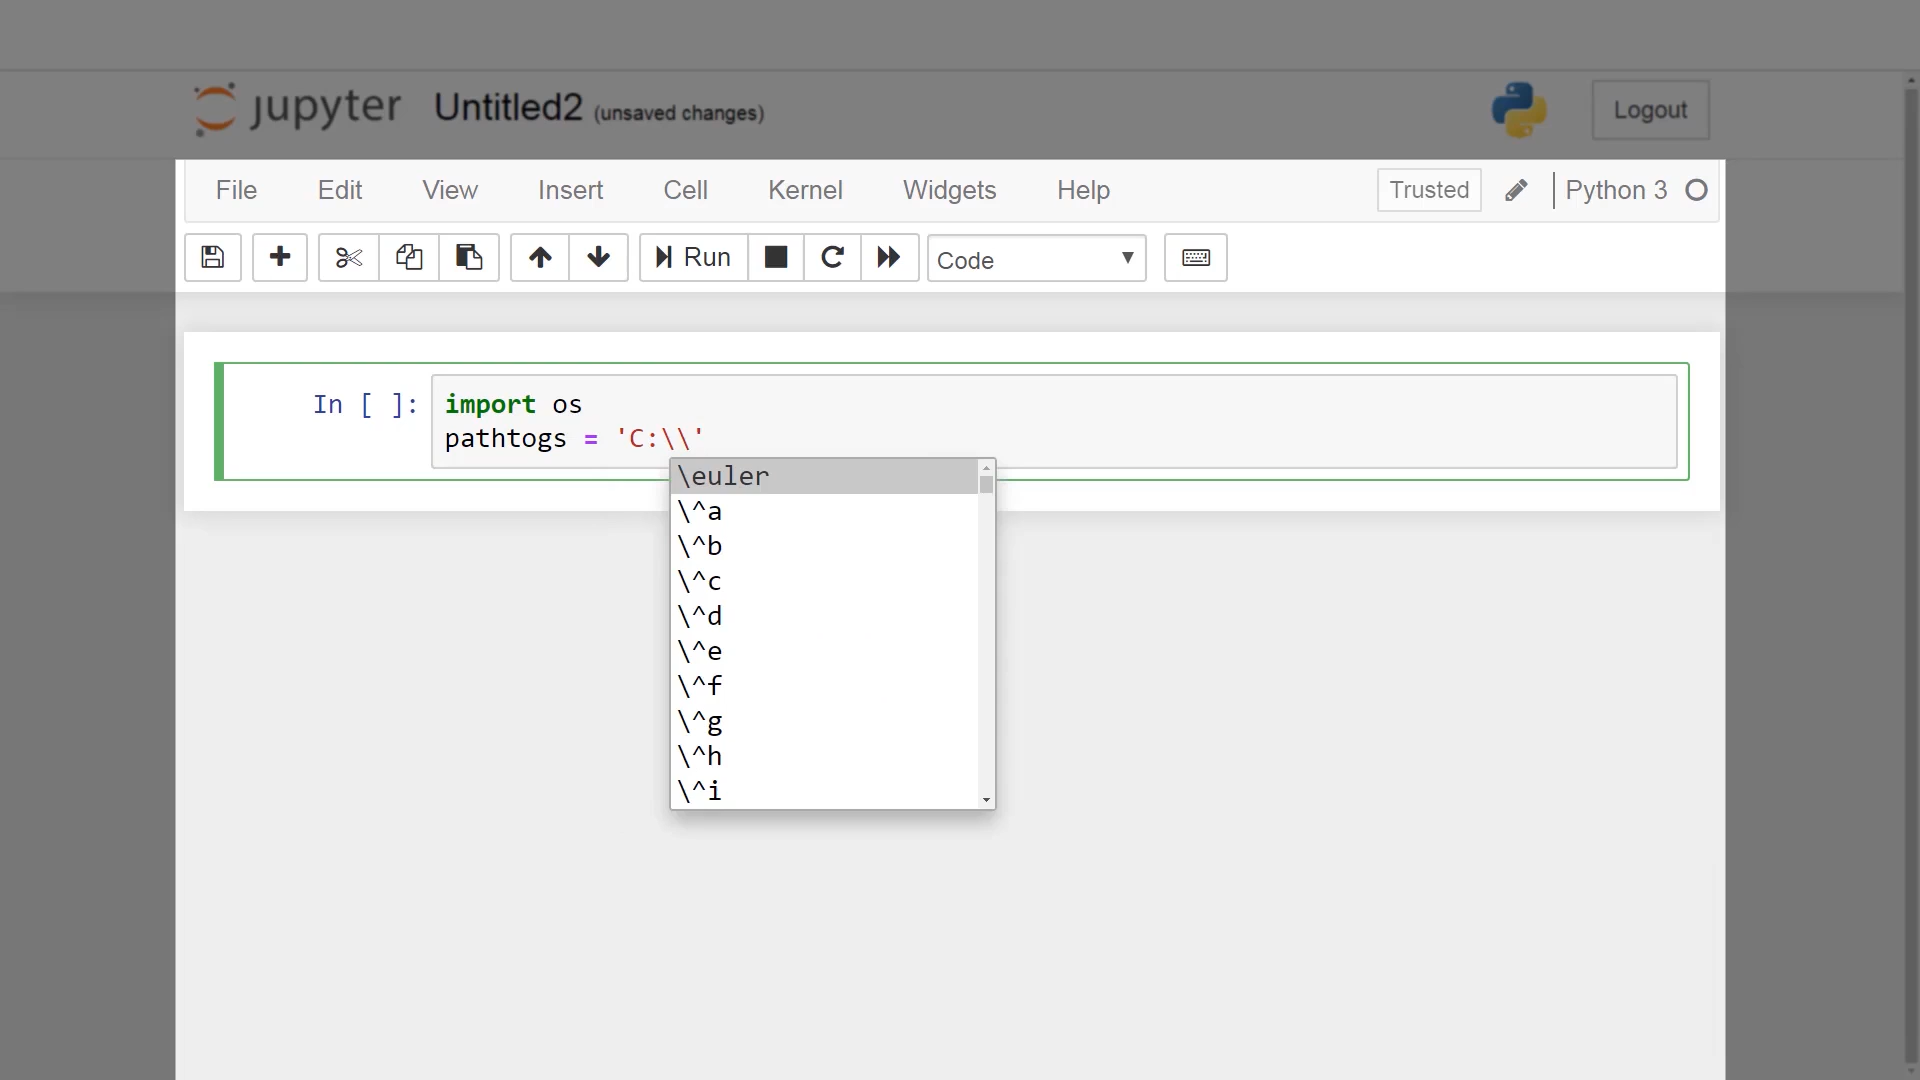 jupyter Untitled2 (unsaved changes) Logout
File Edit View Insert Cell Kernel Widgets Help Trusted Python 3
Run Code
In [ ]: import os
pathtogs = 'C:\\'
\euler
\^a
\^b
\^c
\^d
\^e
\^f
\^g
\^h
\^i